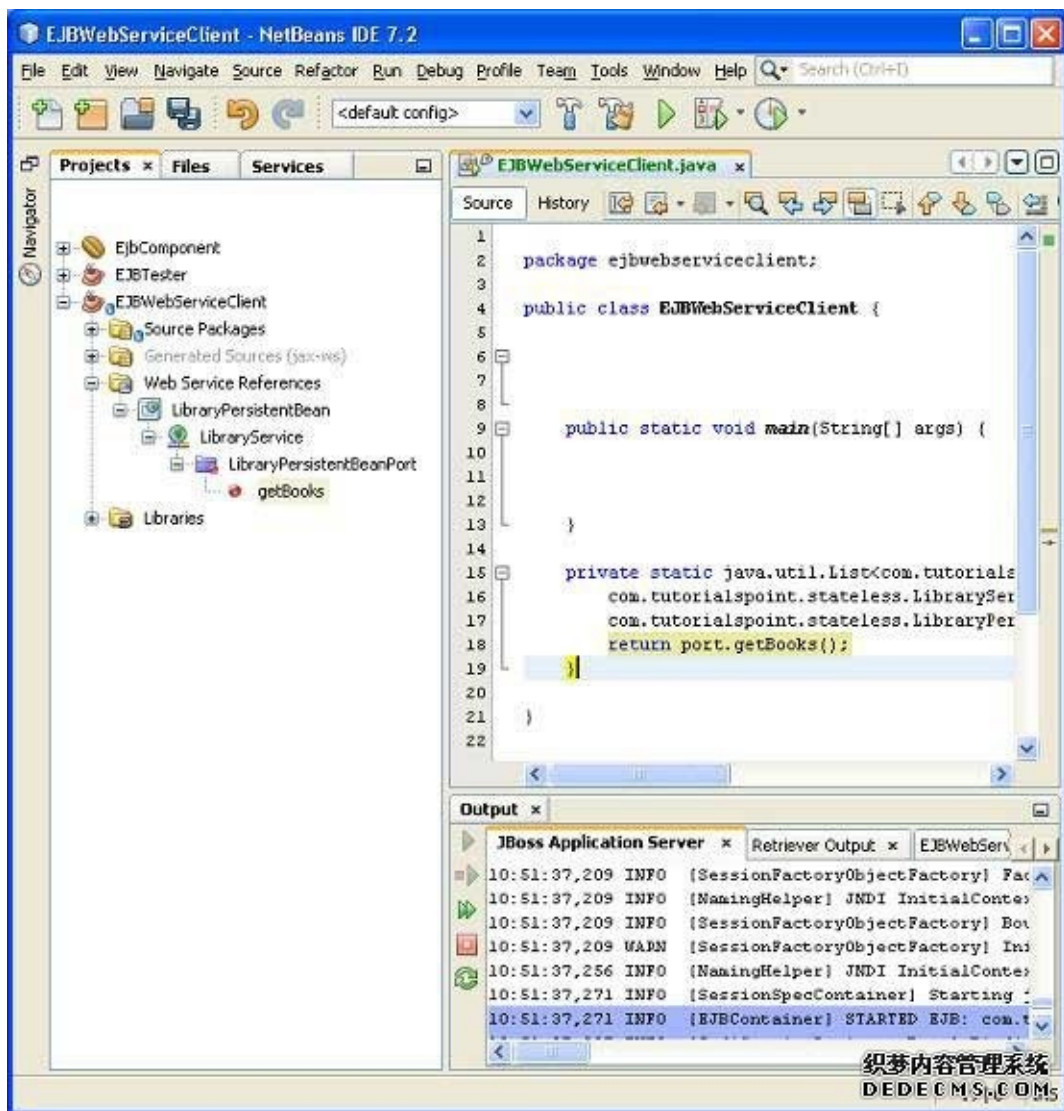 EJBWebServiceClient - NetBeans IDE 7.2
File Edit View Navigate Source Refactor Run Debug Profile Team Tools Window Help Search (Ctrl+I)
<default config>
Projects Files Services
Navigator
EjbComponent
EJBTester
EJBWebServiceClient
Source Packages
Generated Sources (jax-ws)
Web Service References
LibraryPersistentBean
LibraryService
LibraryPersistentBeanPort
getBooks
Libraries
EJBWebServiceClient.java
Source History
1
2 package ejbwebserviceclient;
3
4 public class EJBWebServiceClient {
5
6
7
8
9 public static void main(String[] args) {
10
11
12
13 }
14
15 private static java.util.List<com.tutorials
16 com.tutorialspoint.stateless.LibrarySer
17 com.tutorialspoint.stateless.LibraryPer
18 return port.getBooks();
19 }
20
21 }
22
Output
JBoss Application Server Retriever Output EJBWebServ
10:51:37,209 INFO [SessionFactoryObjectFactory] Fac
10:51:37,209 INFO [NamingHelper] JNDI InitialContex
10:51:37,209 INFO [SessionFactoryObjectFactory] Bou
10:51:37,209 WARN [SessionFactoryObjectFactory] Ini
10:51:37,256 INFO [NamingHelper] JNDI InitialContex
10:51:37,271 INFO [SessionSpecContainer] Starting
10:51:37,271 INFO [EJBContainer] STARTED EJB: com.t
织梦内容管理系统
DEDECMS.COM